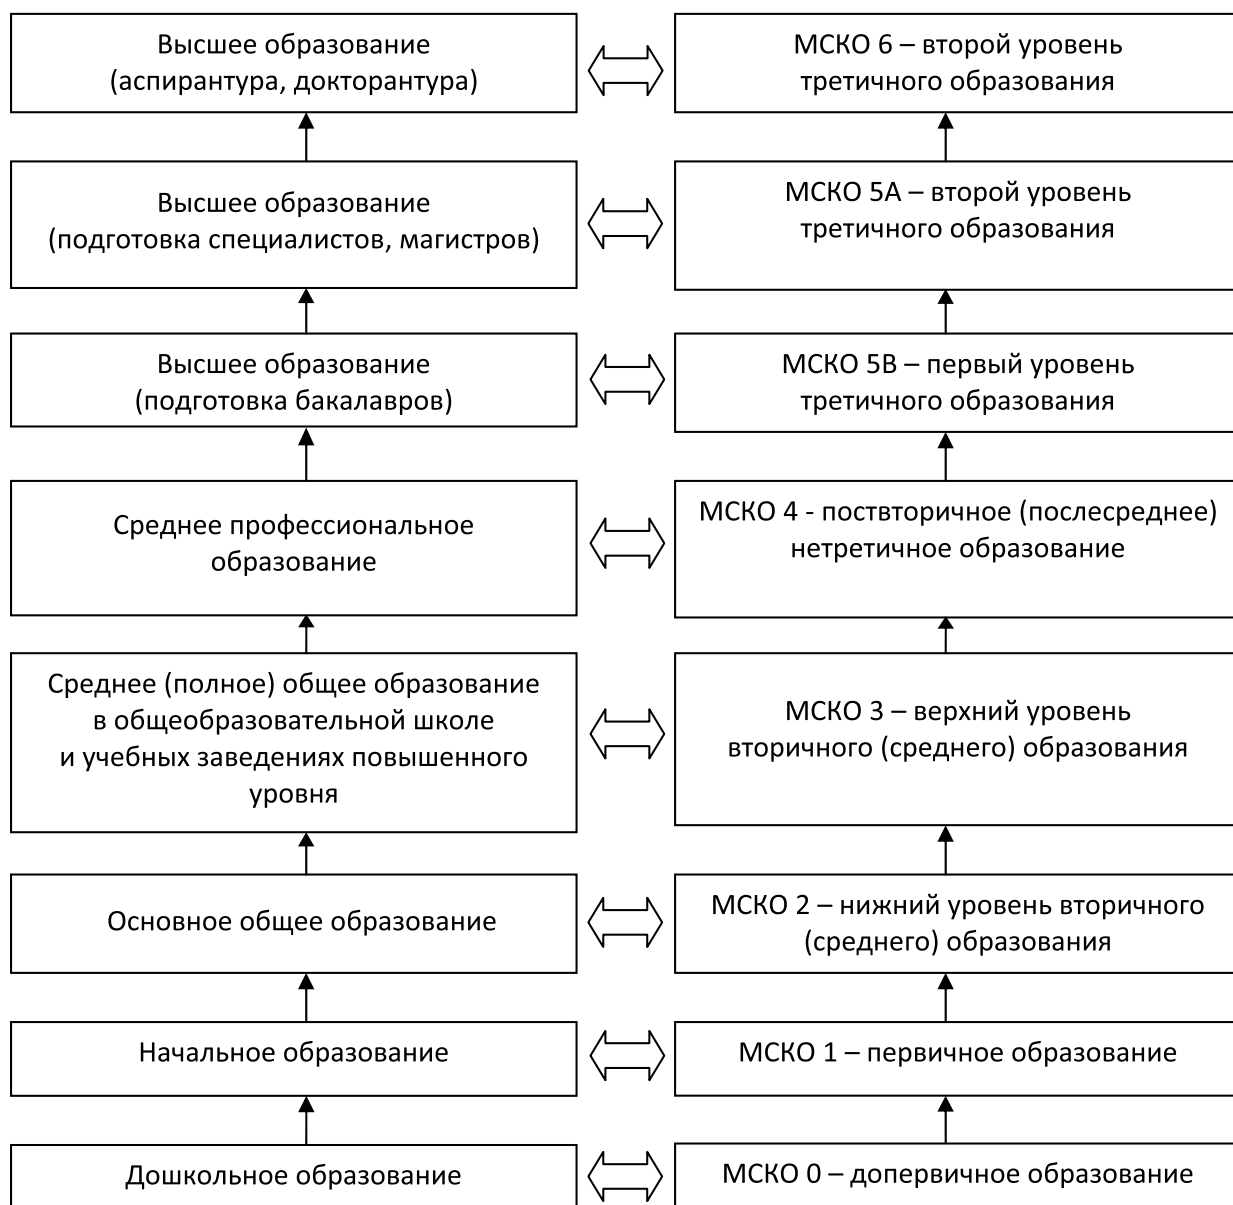 Высшее образование
(аспирантура, докторантура)
МСКО 6 – второй уровень
третичного образования
Высшее образование
(подготовка специалистов, магистров)
МСКО 5А – второй уровень
третичного образования
Высшее образование
(подготовка бакалавров)
МСКО 5В – первый уровень
третичного образования
Среднее профессиональное
образование
МСКО 4 - поствторичное (послесреднее)
нетретичное образование
Среднее (полное) общее образование
в общеобразовательной школе
и учебных заведениях повышенного
уровня
МСКО 3 – верхний уровень
вторичного (среднего) образования
Основное общее образование
МСКО 2 – нижний уровень вторичного
(среднего) образования
Начальное образование
МСКО 1 – первичное образование
Дошкольное образование
МСКО 0 – допервичное образование